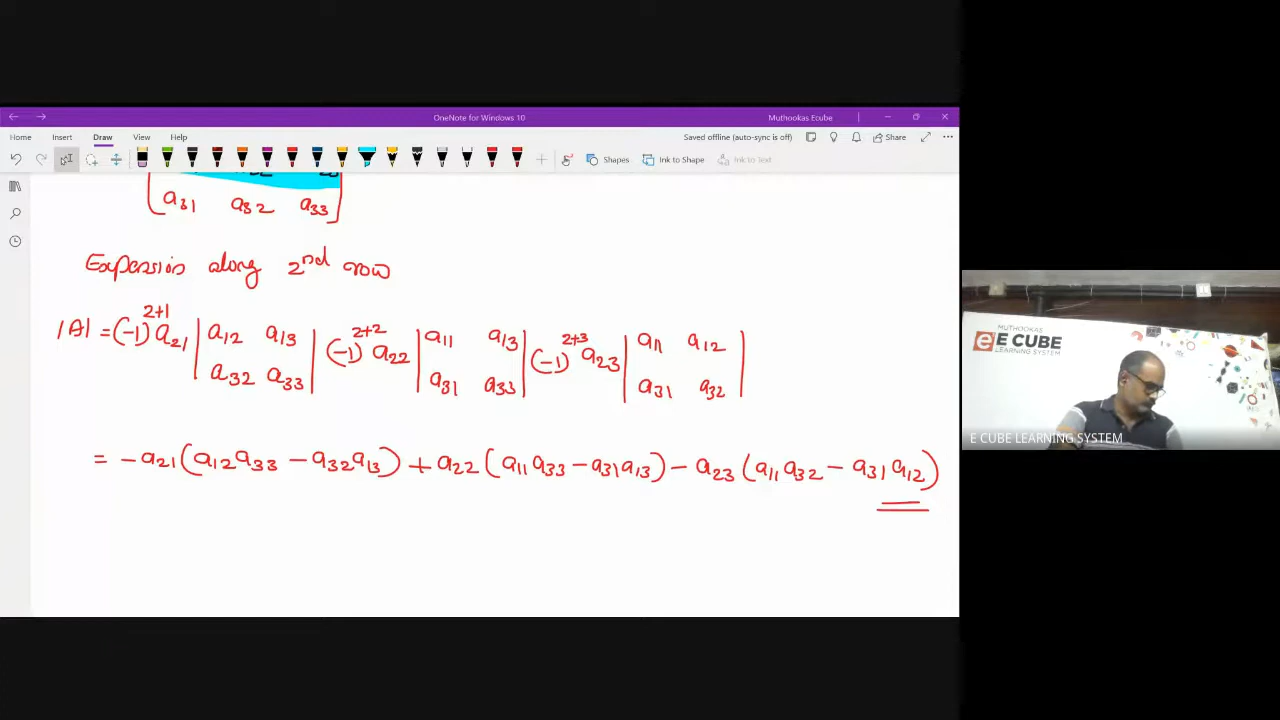 OneNote for Windows 10
Muthookas Ecube
Home Insert Draw View Help
Saved offline (auto-sync is off)
Share
Shapes
Ink to Shape
Ink to Text
a31 a32 a33
Expansion along 2nd row
|A| = (-1)^2+1 a21 | a12 a13 | (-1)^2+2 a22 | a11 a13 | (-1)^2+3 a23 | a11 a12 |
a32 a33 a31 a33 a31 a32
= -a21(a12a33 - a32a13) + a22(a11a33 - a31a13) - a23(a11a32 - a31a12)
MUTHOOKAS
e E CUBE
LEARNING SYSTEM
E CUBE LEARNING SYSTEM